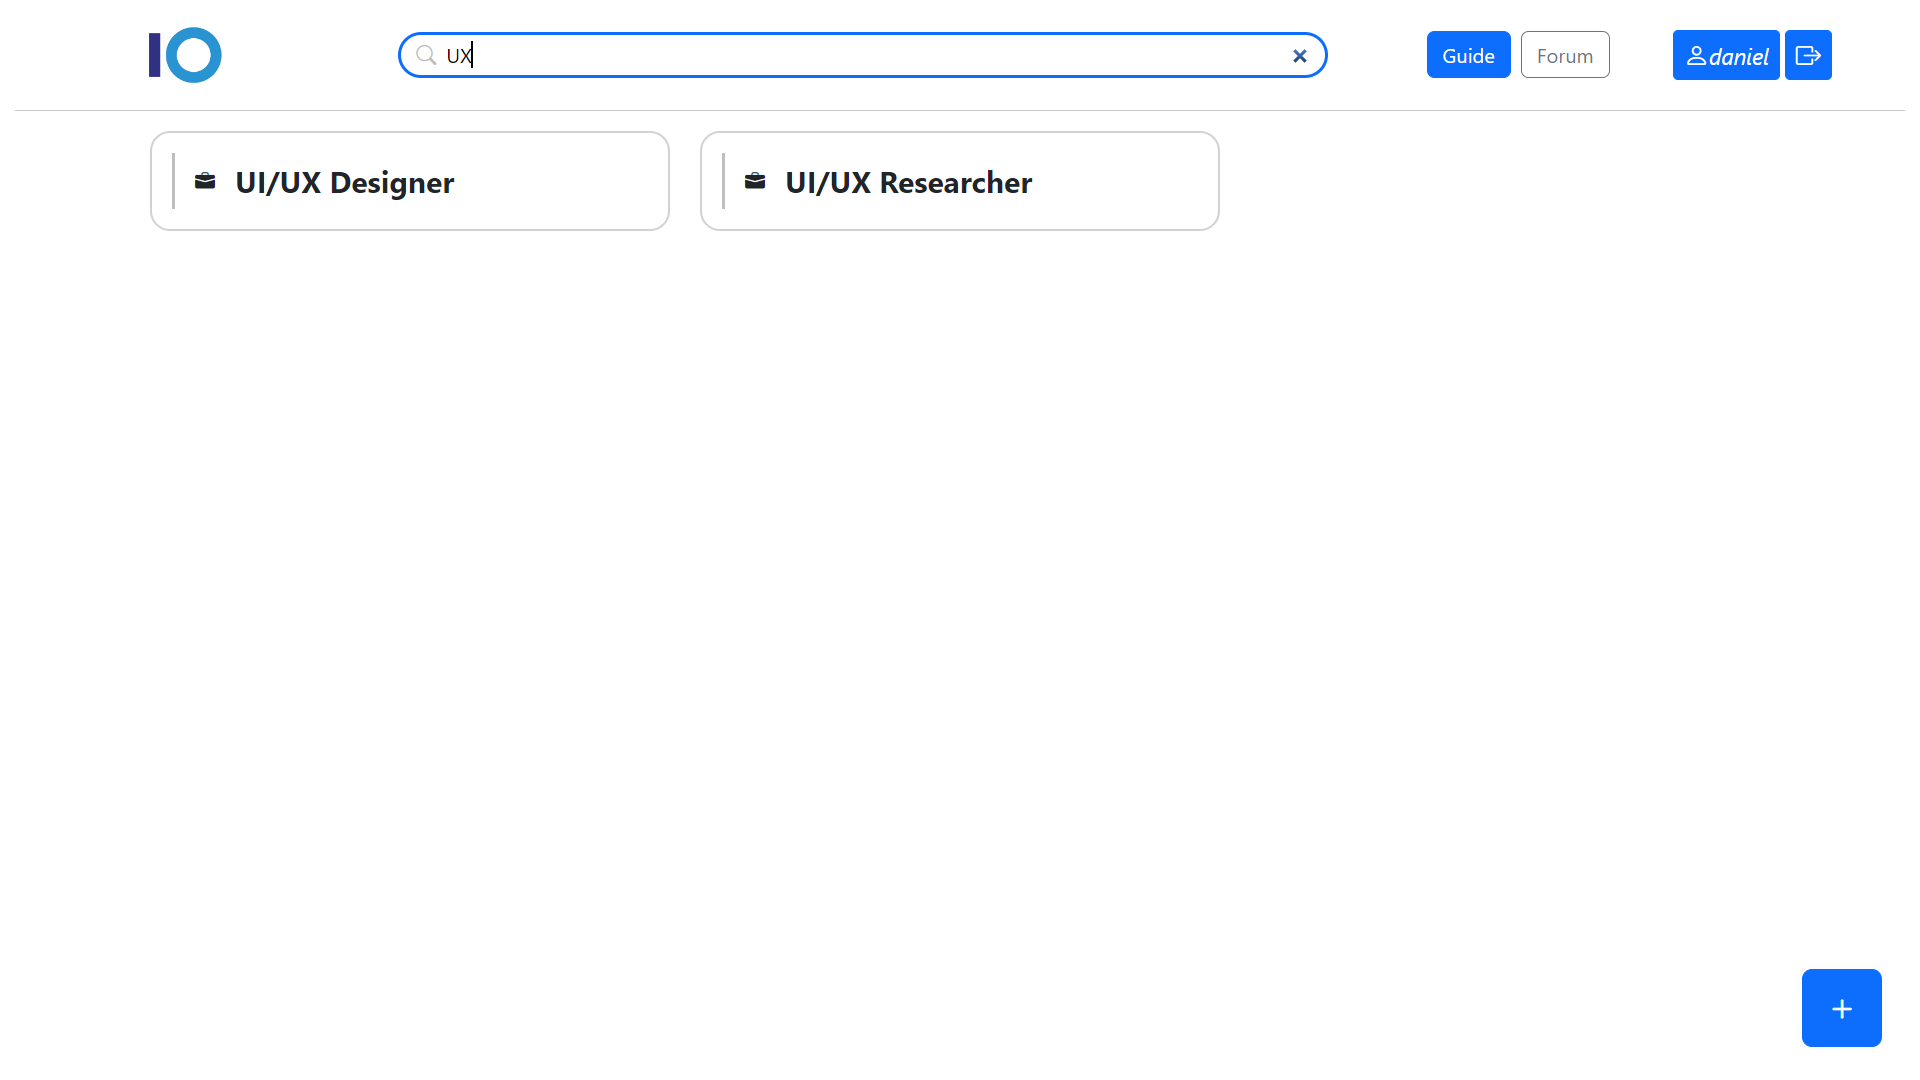 IO
UX
Guide
Forum
daniel
UI/UX Designer
UI/UX Researcher
+